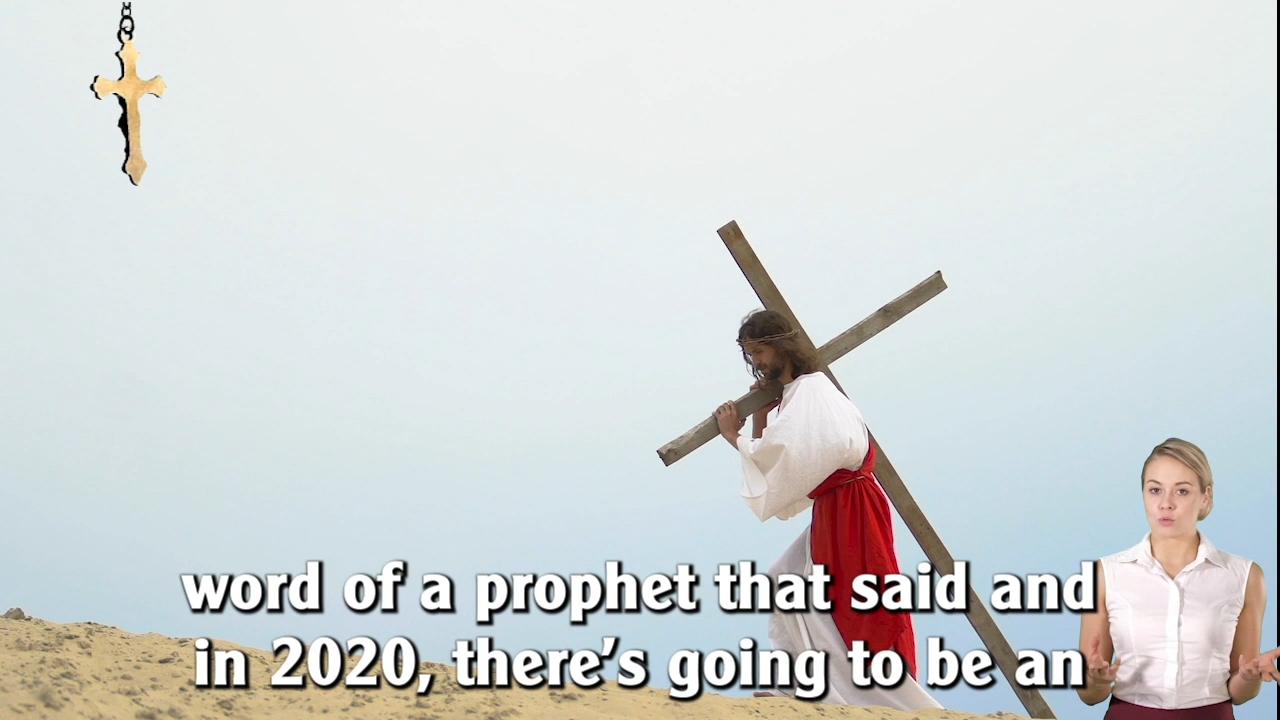 word of a prophet that said and
in 2020, there's going to be an